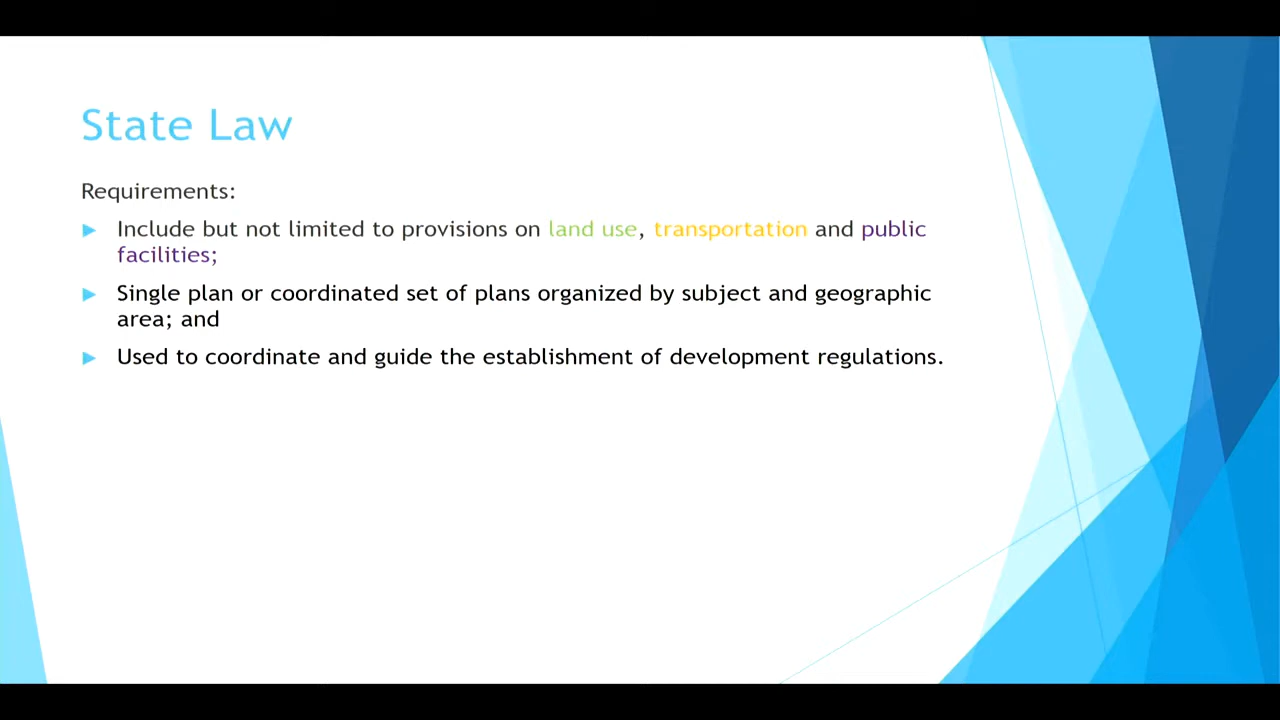 State Law
Requirements:
Include but not limited to provisions on land use, transportation and public
facilities;
Single plan or coordinated set of plans organized by subject and geographic
area; and
Used to coordinate and guide the establishment of development regulations.